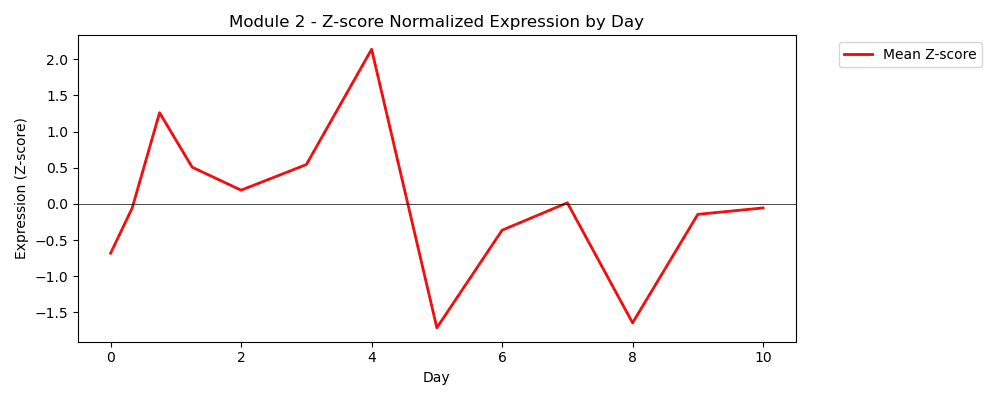 Module 2 - Z-score Normalized Expression by Day
Mean Z-score
Expression (Z-score)
2.0
1.5
1.0
0.5
0.0
−0.5
−1.0
−1.5
0 2 4 6 8 10
Day